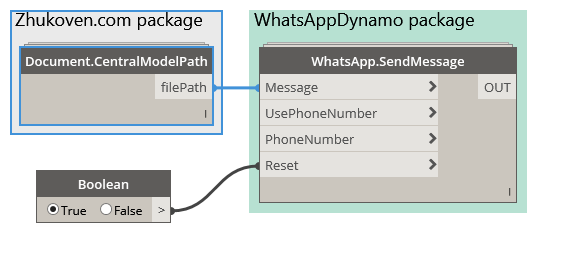 Zhukoven.com package
WhatsAppDynamo package
Document.CentralModelPath
filePath
I
WhatsApp.SendMessage
Message >
OUT
UsePhoneNumber >
PhoneNumber >
Reset >
I
Boolean
True False >